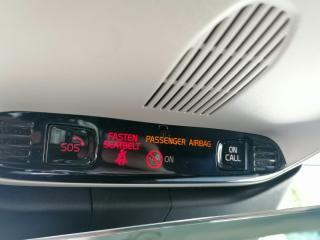 SOS
FASTEN
SEATBELT
PASSENGER AIRBAG
ON
ON
CALL